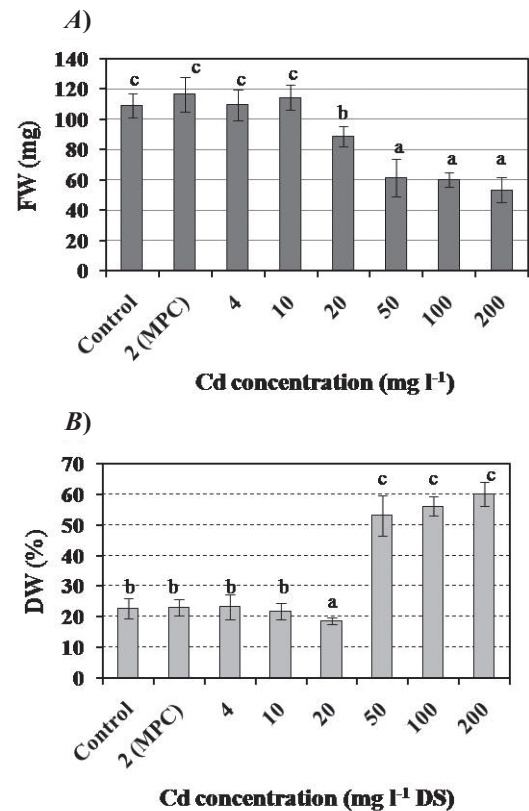 A)
140
120
100
80
60
40
20
0
FW (mg)
c c c c b a a a
Control 2 (MPC) 4 10 20 50 100 200
Cd concentration (mg l⁻¹)
B)
70
60
50
40
30
20
10
0
DW (%)
b b b b a c c c
Control 2 (MPC) 4 10 20 50 100 200
Cd concentration (mg l⁻¹ DS)